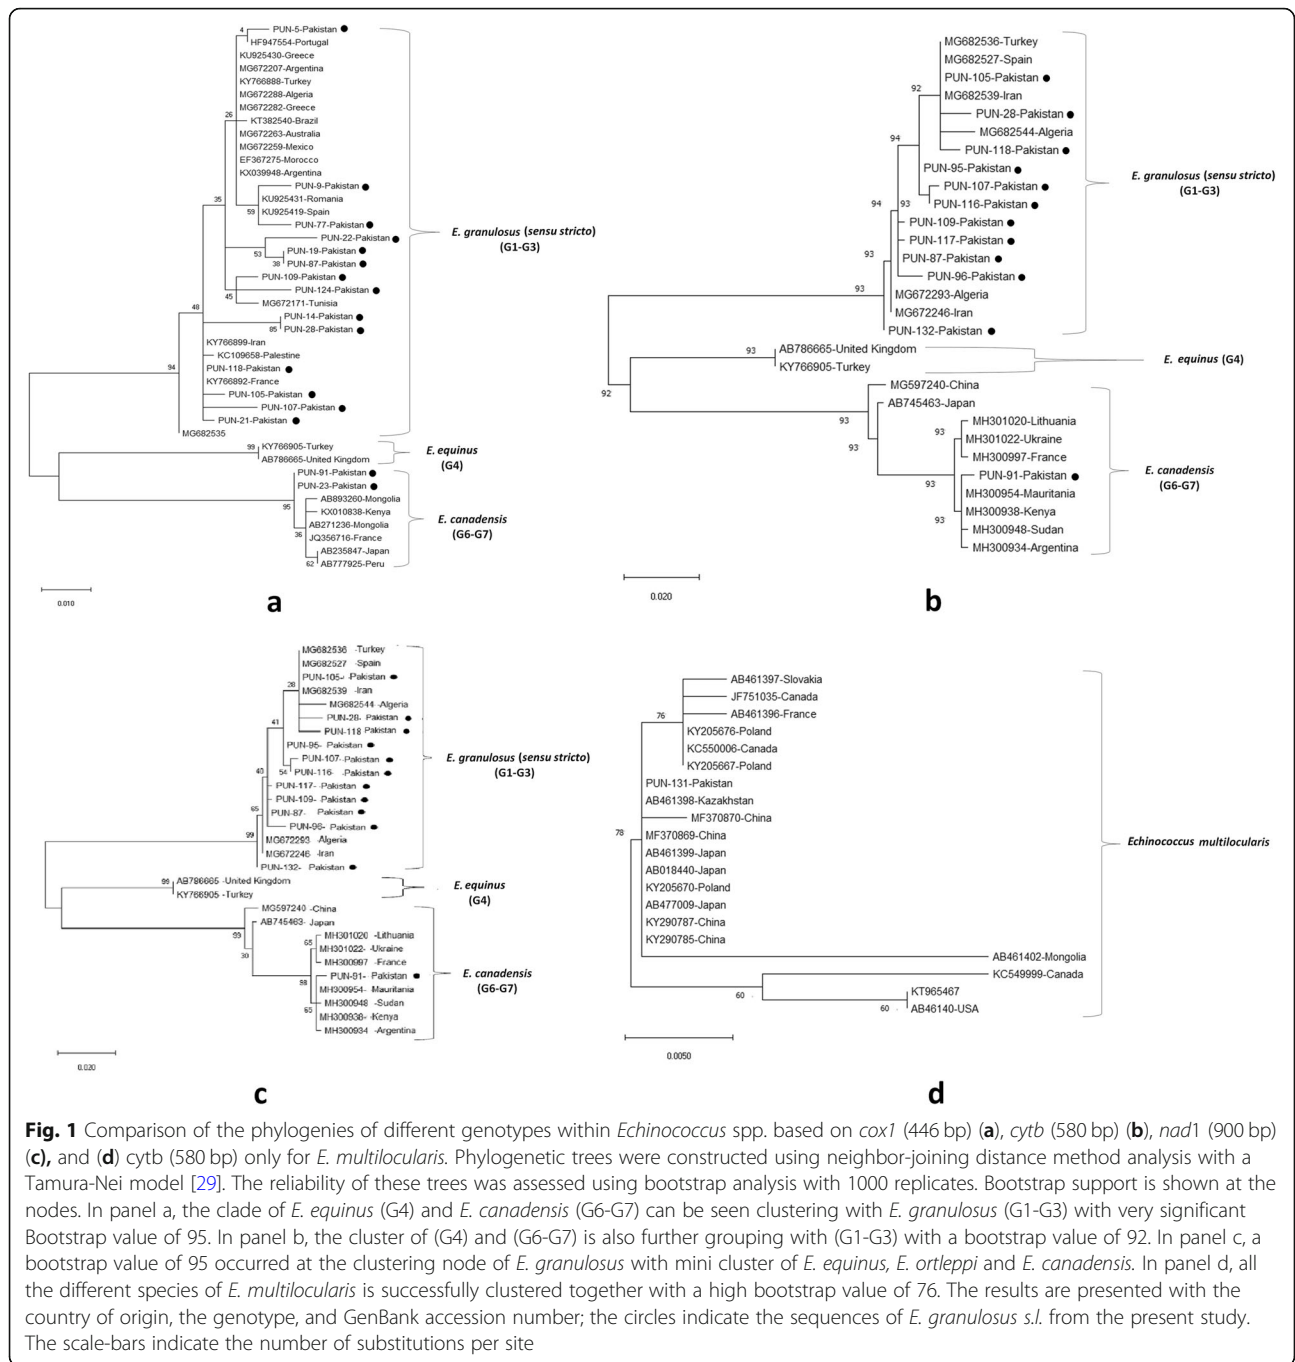 4
PUN-5-Pakistan
HF947554-Portugal
KU925430-Greece
MG672207-Argentina
KY766888-Turkey
MG672288-Algeria
MG672282-Greece
26
KT382540-Brazil
MG672263-Australia
MG672259-Mexico
EF367275-Morocco
KX039948-Argentina
PUN-9-Pakistan
35
KU925431-Romania
59
KU925419-Spain
PUN-77-Pakistan
PUN-22-Pakistan
53
PUN-19-Pakistan
38
PUN-87-Pakistan
PUN-109-Pakistan
PUN-124-Pakistan
45
MG672171-Tunisia
48
PUN-14-Pakistan
85
PUN-28-Pakistan
KY766899-Iran
KC109658-Palestine
94
PUN-118-Pakistan
KY766892-France
PUN-105-Pakistan
PUN-107-Pakistan
PUN-21-Pakistan
MG682535
E. granulosus (sensu stricto)
(G1-G3)
99
KY766905-Turkey
AB786665-United Kingdom
E. equinus
(G4)
PUN-91-Pakistan
PUN-23-Pakistan
95
AB893260-Mongolia
KX010838-Kenya
AB271236-Mongolia
36
JQ356716-France
AB235847-Japan
62
AB777925-Peru
E. canadensis
(G6-G7)
0.010
a
MG682536-Turkey
MG682527-Spain
PUN-105-Pakistan
92
MG682539-Iran
PUN-28-Pakistan
MG682544-Algeria
94
PUN-118-Pakistan
PUN-95-Pakistan
PUN-107-Pakistan
94
93
PUN-116-Pakistan
PUN-109-Pakistan
PUN-117-Pakistan
93
PUN-87-Pakistan
PUN-96-Pakistan
93
MG672293-Algeria
MG672246-Iran
PUN-132-Pakistan
E. granulosus (sensu stricto)
(G1-G3)
93
AB786665-United Kingdom
KY766905-Turkey
E. equinus (G4)
92
MG597240-China
AB745463-Japan
93
MH301020-Lithuania
93
MH301022-Ukraine
93
MH300997-France
PUN-91-Pakistan
93
MH300954-Mauritania
MH300938-Kenya
93
MH300948-Sudan
MH300934-Argentina
E. canadensis
(G6-G7)
0.020
b
MG682536 -Turkey
MG682527 -Spain
PUN-105- Pakistan
28
MG682539 -Iran
MG682544 -Algeria
PUN-28- Pakistan
41
PUN-118 Pakistan
PUN-95- Pakistan
PUN-107- Pakistan
54
PUN-116- -Pakistan
40
PUN-117- -Pakistan
PUN-109- Pakistan
65
PUN-87- Pakistan
PUN-96- Pakistan
99
MG672293 -Algeria
MG672246 -Iran
PUN-132- Pakistan
E. granulosus (sensu stricto)
(G1-G3)
99
AB786665 -United Kingdom
KY766905 -Turkey
E. equinus
(G4)
MG597240 -China
AB745463- Japan
99
MH301020 -Lithuania
65
MH301022- -Ukraine
30
MH300997 -France
PUN-91- Pakistan
98
MH300954- -Mauritania
MH300948 -Sudan
65
MH300938- -Kenya
MH300934 -Argentina
E. canadensis
(G6-G7)
0.020
c
AB461397-Slovakia
JF751035-Canada
76
AB461396-France
KY205676-Poland
KC550006-Canada
KY205667-Poland
PUN-131-Pakistan
AB461398-Kazakhstan
MF370870-China
78
MF370869-China
AB461399-Japan
AB018440-Japan
KY205670-Poland
AB477009-Japan
KY290787-China
KY290785-China
AB461402-Mongolia
KC549999-Canada
60
KT965467
60
AB46140-USA
Echinococcus multilocularis
0.0050
d
Fig. 1 Comparison of the phylogenies of different genotypes within Echinococcus spp. based on cox1 (446 bp) (a), cytb (580 bp) (b), nad1 (900 bp)
(c), and (d) cytb (580 bp) only for E. multilocularis. Phylogenetic trees were constructed using neighbor-joining distance method analysis with a
Tamura-Nei model [29]. The reliability of these trees was assessed using bootstrap analysis with 1000 replicates. Bootstrap support is shown at the
nodes. In panel a, the clade of E. equinus (G4) and E. canadensis (G6-G7) can be seen clustering with E. granulosus (G1-G3) with very significant
Bootstrap value of 95. In panel b, the cluster of (G4) and (G6-G7) is also further grouping with (G1-G3) with a bootstrap value of 92. In panel c, a
bootstrap value of 95 occurred at the clustering node of E. granulosus with mini cluster of E. equinus, E. ortleppi and E. canadensis. In panel d, all
the different species of E. multilocularis is successfully clustered together with a high bootstrap value of 76. The results are presented with the
country of origin, the genotype, and GenBank accession number; the circles indicate the sequences of E. granulosus s.l. from the present study.
The scale-bars indicate the number of substitutions per site